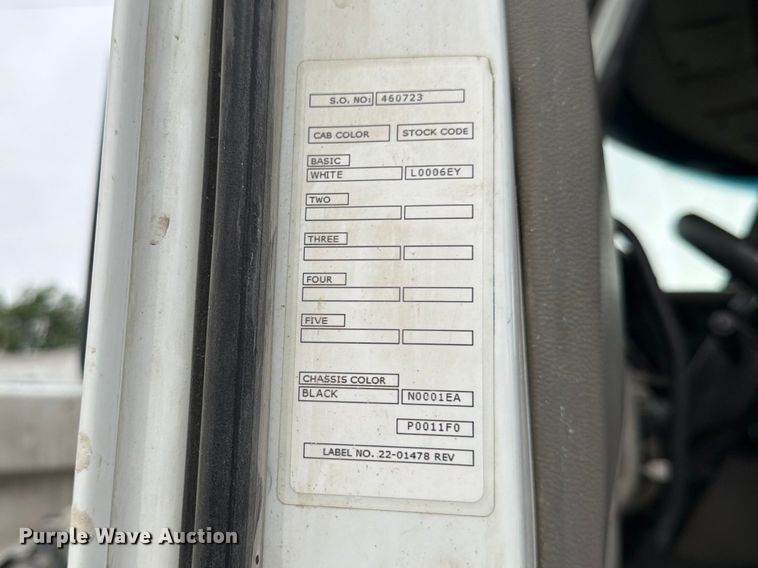 S.O. NO: 460723
CAB COLOR STOCK CODE
BASIC
WHITE L0006EY
TWO
THREE
FOUR
FIVE
CHASSIS COLOR
BLACK N0001EA
P0011F0
LABEL NO. 22-01478 REV
Purple Wave Auction®